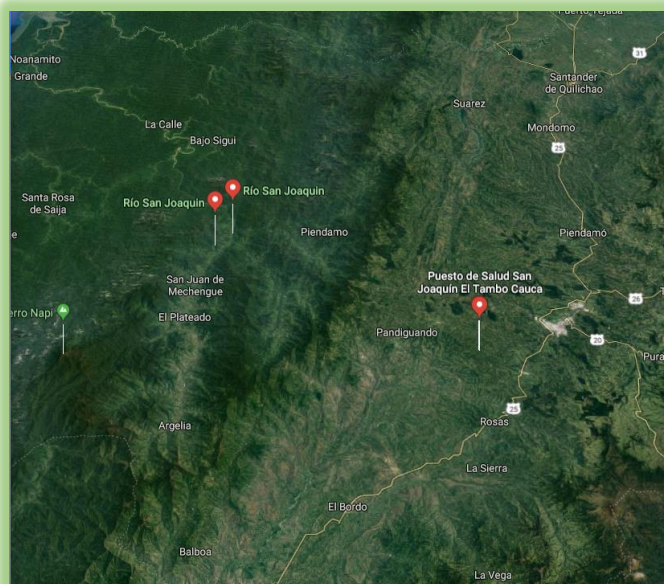 Puerto Tejada
Noanamito
Grande
31
Santander
de Quilichao
Suarez
La Calle
Mondomo
Bajo Sigui
25
Río San Joaquin
Santa Rosa
de Saija
Río San Joaquin
Piendamo
Piendamó
San Juan de
Mechengue
Puesto de Salud San
Joaquín El Tambo Cauca
26
erro Napi
El Plateado
Pandiguando
20
Pura
25
Argelia
Rosas
La Sierra
El Bordo
Balboa
La Vega